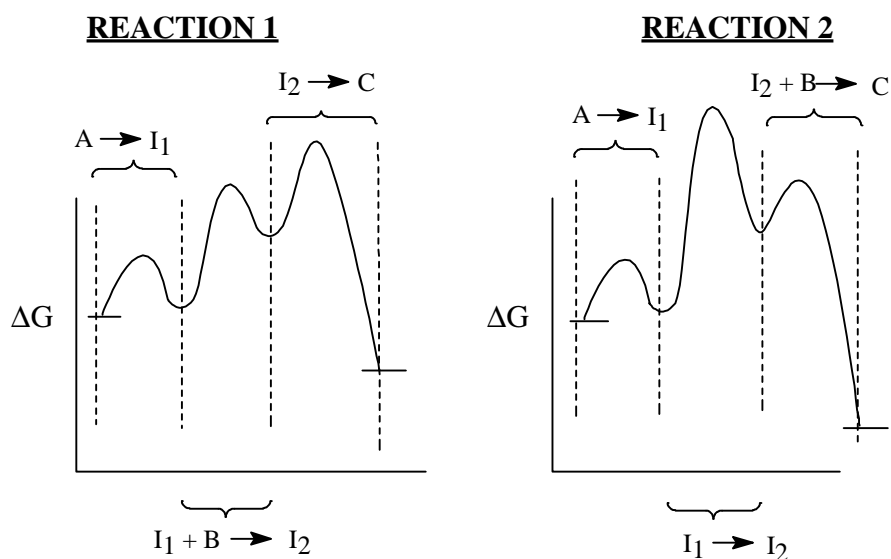 REACTION 1
I₂ → C
A → I₁
ΔG
I₁ + B → I₂
REACTION 2
I₂ + B → C
A → I₁
ΔG
I₁ → I₂